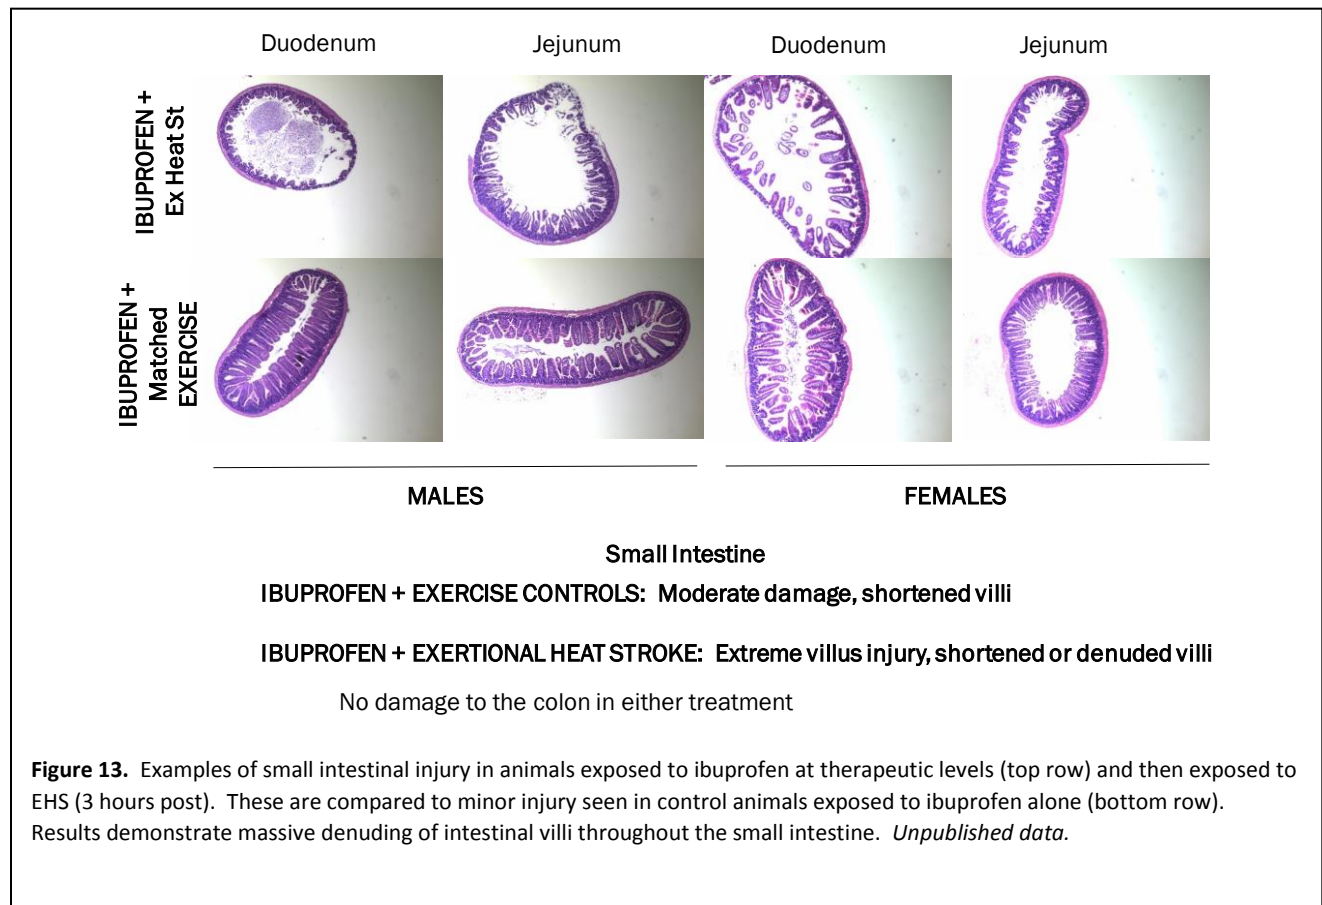 Duodenum
Jejunum
Duodenum
Jejunum
IBUPROFEN +
Ex Heat St
IBUPROFEN +
Matched
EXERCISE
MALES
FEMALES
Small Intestine
IBUPROFEN + EXERCISE CONTROLS: Moderate damage, shortened villi
IBUPROFEN + EXERTIONAL HEAT STROKE: Extreme villus injury, shortened or denuded villi
No damage to the colon in either treatment
Figure 13. Examples of small intestinal injury in animals exposed to ibuprofen at therapeutic levels (top row) and then exposed to
EHS (3 hours post). These are compared to minor injury seen in control animals exposed to ibuprofen alone (bottom row).
Results demonstrate massive denuding of intestinal villi throughout the small intestine. Unpublished data.